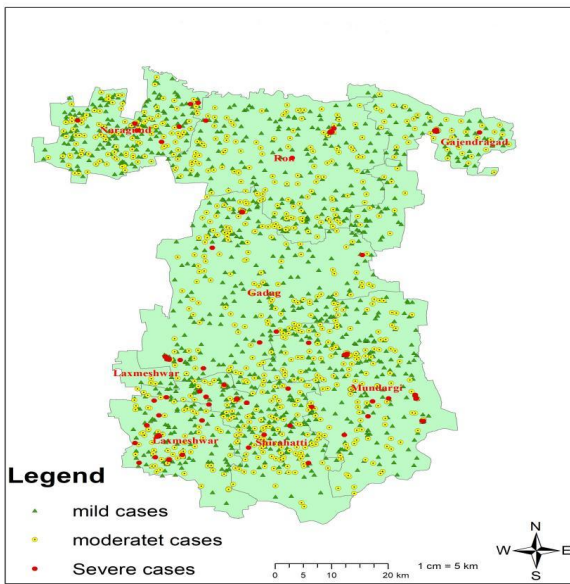 Naragund
Ron
Gajendragad
Gadag
Laxmeshwar
Mundargi
Laxmeshwar
Shirahatti
Legend
mild cases
moderatet cases
Severe cases
0 5 10 20 km
1 cm = 5 km
N
W E
S